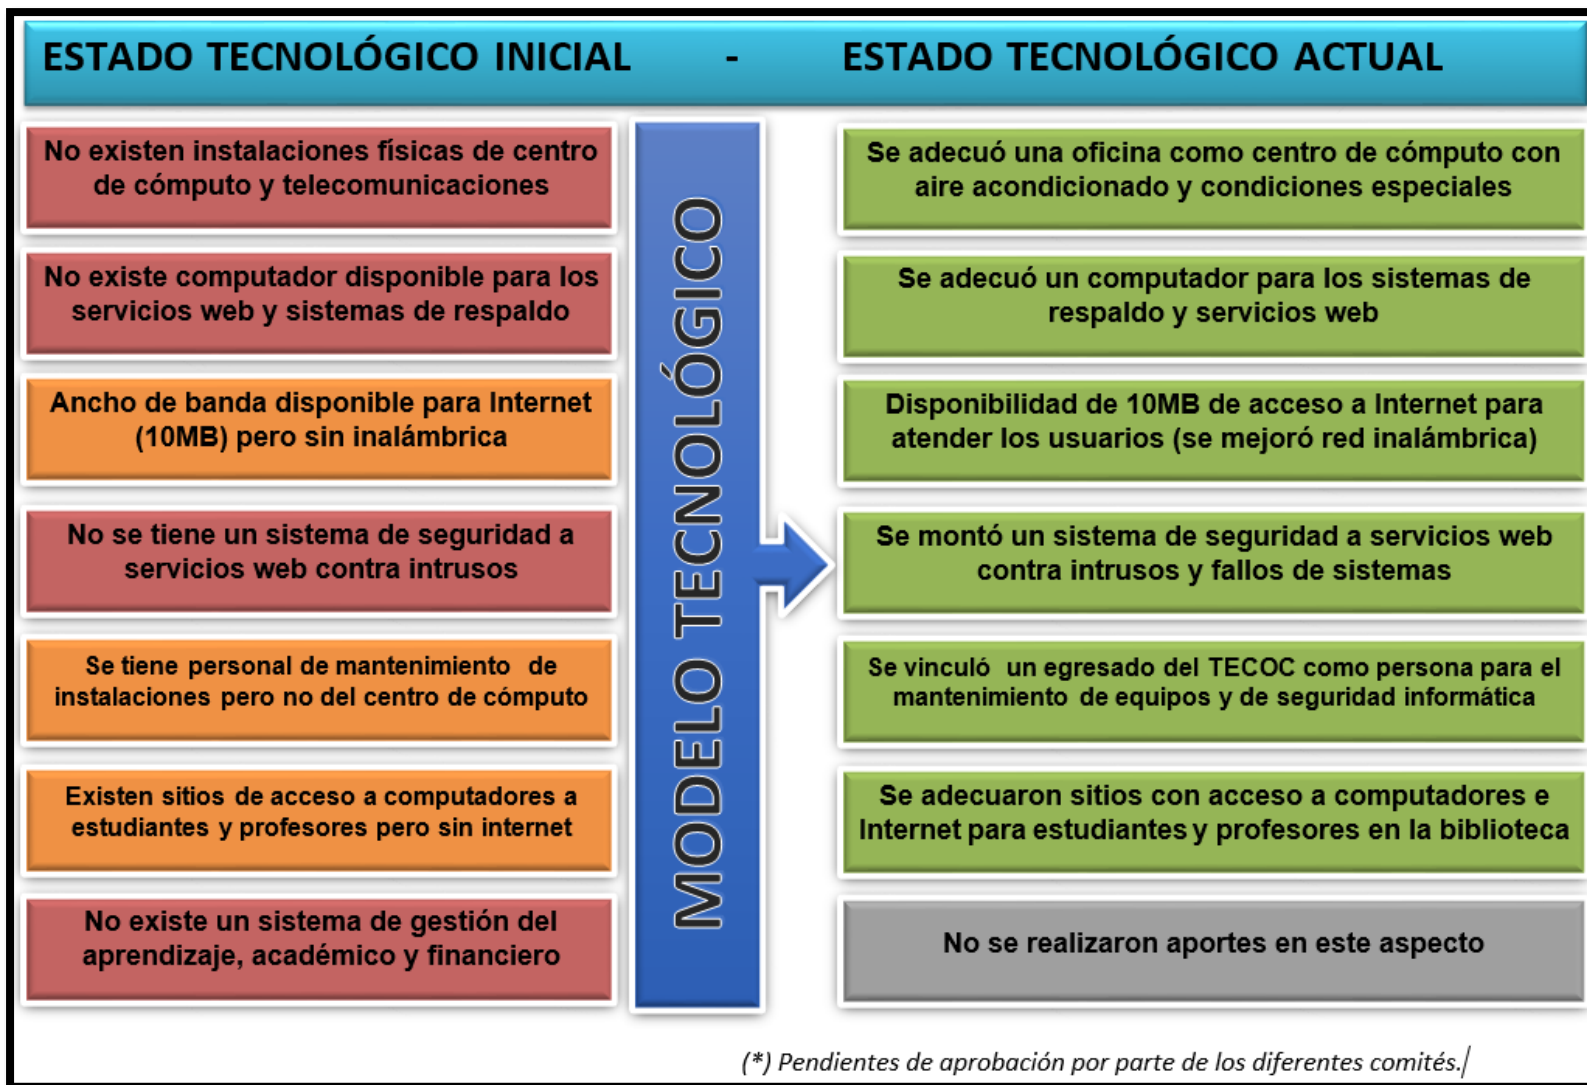 ESTADO TECNOLÓGICO INICIAL - ESTADO TECNOLÓGICO ACTUAL
No existen instalaciones físicas de centro
de cómputo y telecomunicaciones
No existe computador disponible para los
servicios web y sistemas de respaldo
Ancho de banda disponible para Internet
(10MB) pero sin inalámbrica
No se tiene un sistema de seguridad a
servicios web contra intrusos
Se tiene personal de mantenimiento de
instalaciones pero no del centro de cómputo
Existen sitios de acceso a computadores a
estudiantes y profesores pero sin internet
No existe un sistema de gestión del
aprendizaje, académico y financiero
MODELO TECNOLÓGICO
Se adecuó una oficina como centro de cómputo con
aire acondicionado y condiciones especiales
Se adecuó un computador para los sistemas de
respaldo y servicios web
Disponibilidad de 10MB de acceso a Internet para
atender los usuarios (se mejoró red inalámbrica)
Se montó un sistema de seguridad a servicios web
contra intrusos y fallos de sistemas
Se vinculó un egresado del TECOC como persona para el
mantenimiento de equipos y de seguridad informática
Se adecuaron sitios con acceso a computadores e
Internet para estudiantes y profesores en la biblioteca
No se realizaron aportes en este aspecto
(*) Pendientes de aprobación por parte de los diferentes comités.